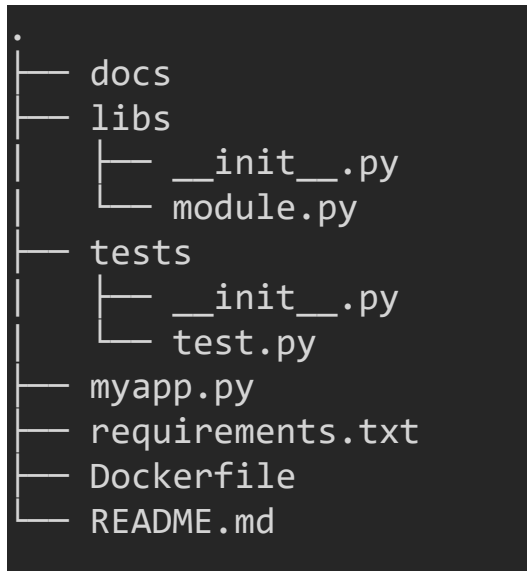 .
├── docs
├── libs
│   ├── __init__.py
│   └── module.py
├── tests
│   ├── __init__.py
│   └── test.py
├── myapp.py
├── requirements.txt
├── Dockerfile
└── README.md